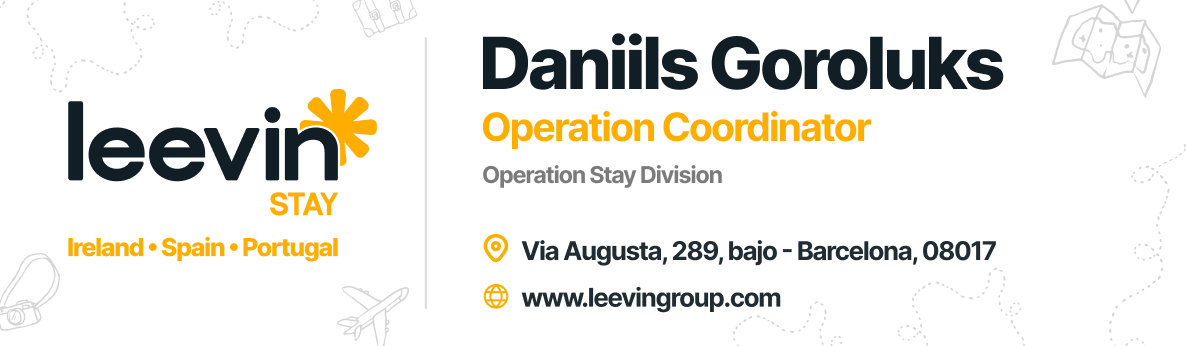 leevin
STAY
Ireland • Spain • Portugal
Daniils Goroluks
Operation Coordinator
Operation Stay Division
Via Augusta, 289, bajo - Barcelona, 08017
www.leevingroup.com